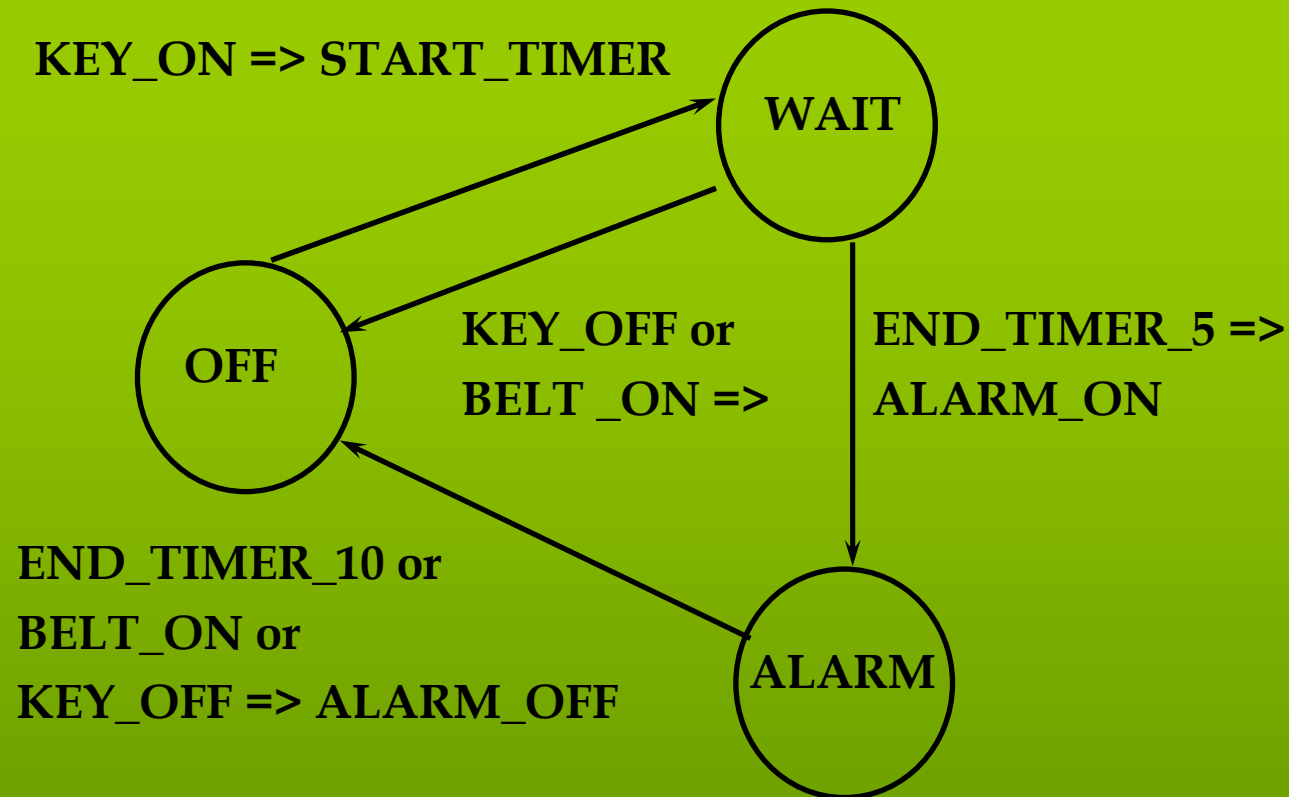 KEY_ON => START_TIMER
WAIT
OFF
KEY_OFF or
BELT _ON =>
END_TIMER_5 =>
ALARM_ON
END_TIMER_10 or
BELT_ON or
KEY_OFF => ALARM_OFF
ALARM